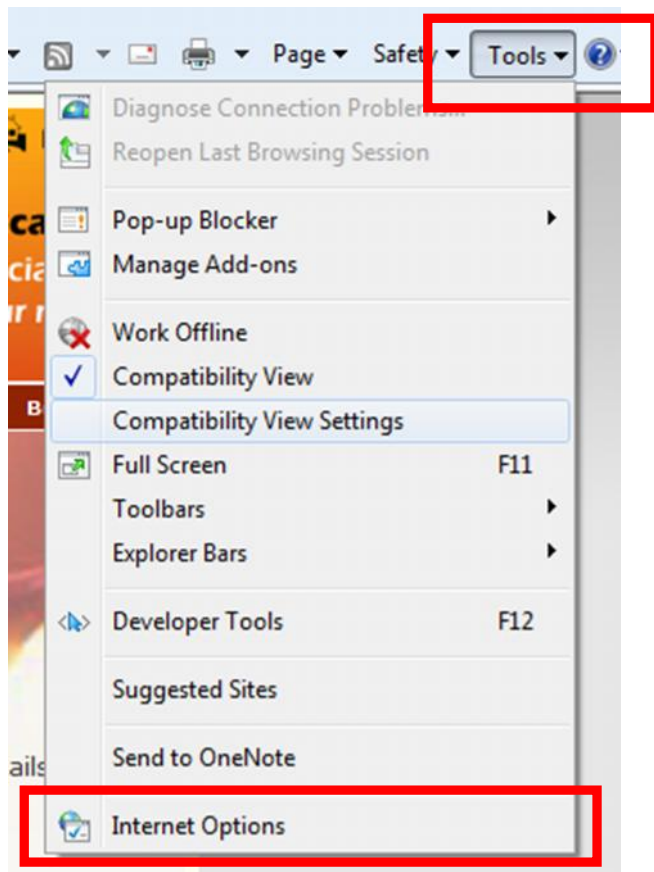 Page Safety Tools
Diagnose Connection Problems...
Reopen Last Browsing Session
Pop-up Blocker
Manage Add-ons
Work Offline
Compatibility View
Compatibility View Settings
Full Screen F11
Toolbars
Explorer Bars
Developer Tools F12
Suggested Sites
Send to OneNote
ails
Internet Options